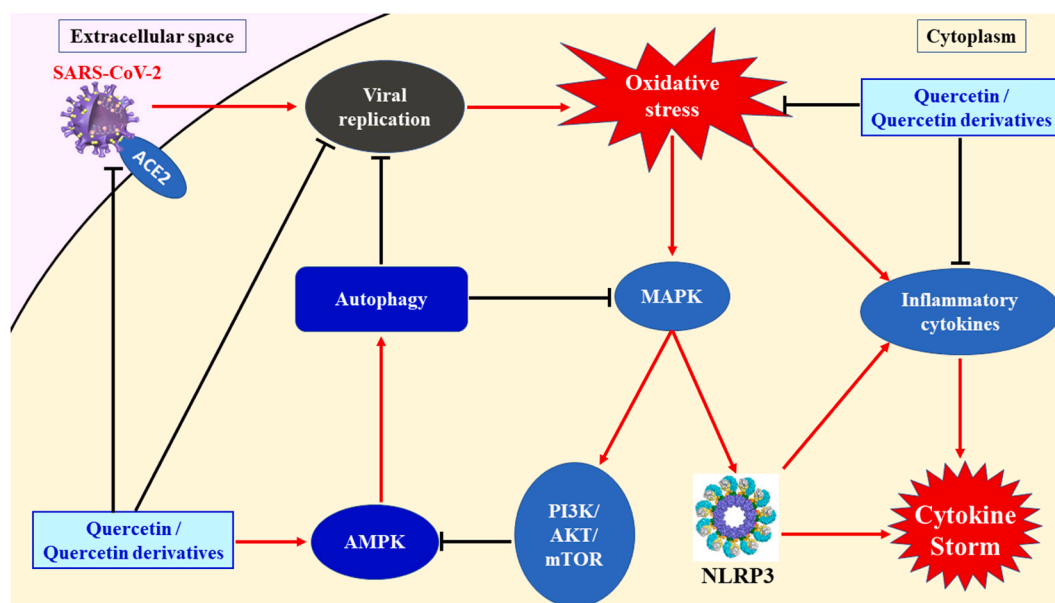 Extracellular space
Cytoplasm
SARS-CoV-2
ACE2
Viral
replication
Oxidative
stress
Quercetin /
Quercetin derivatives
Autophagy
MAPK
Inflammatory
cytokines
Quercetin /
Quercetin derivatives
AMPK
PI3K/
AKT/
mTOR
NLRP3
Cytokine
Storm